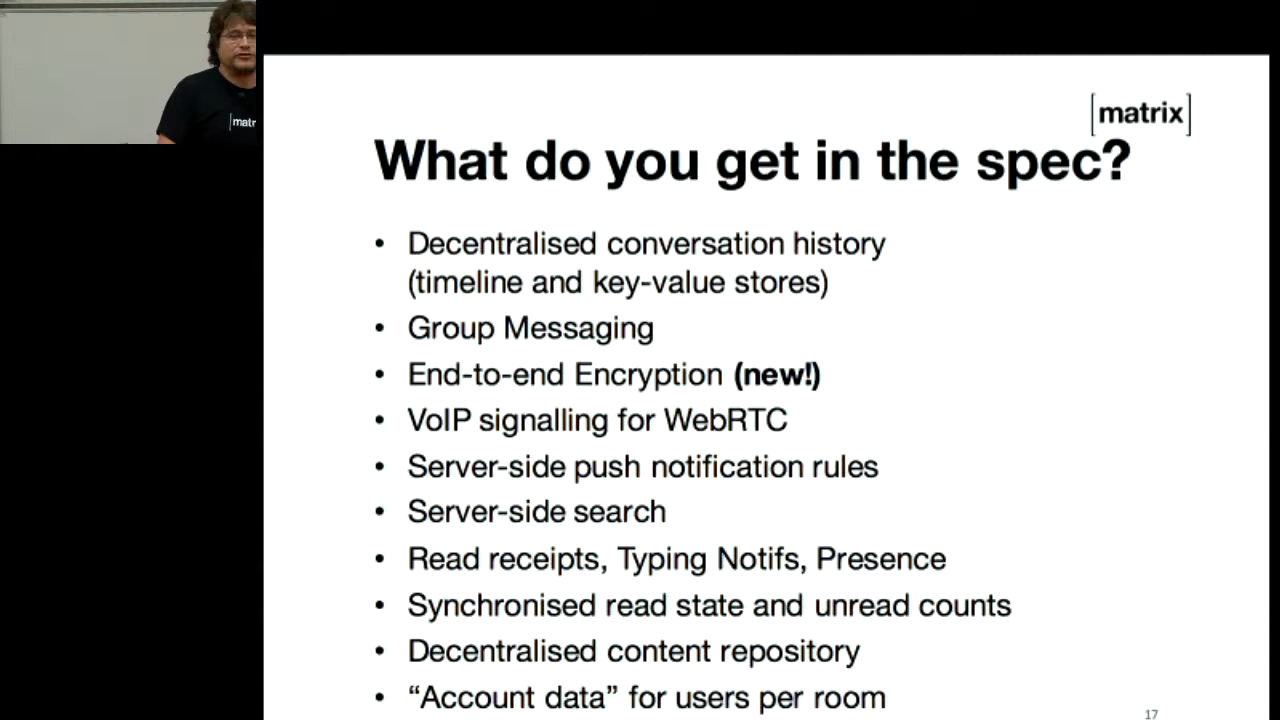 [matrix]
What do you get in the spec?
• Decentralised conversation history
(timeline and key-value stores)
• Group Messaging
• End-to-end Encryption (new!)
• VoIP signalling for WebRTC
• Server-side push notification rules
• Server-side search
• Read receipts, Typing Notifs, Presence
• Synchronised read state and unread counts
• Decentralised content repository
• “Account data” for users per room
17
[matr